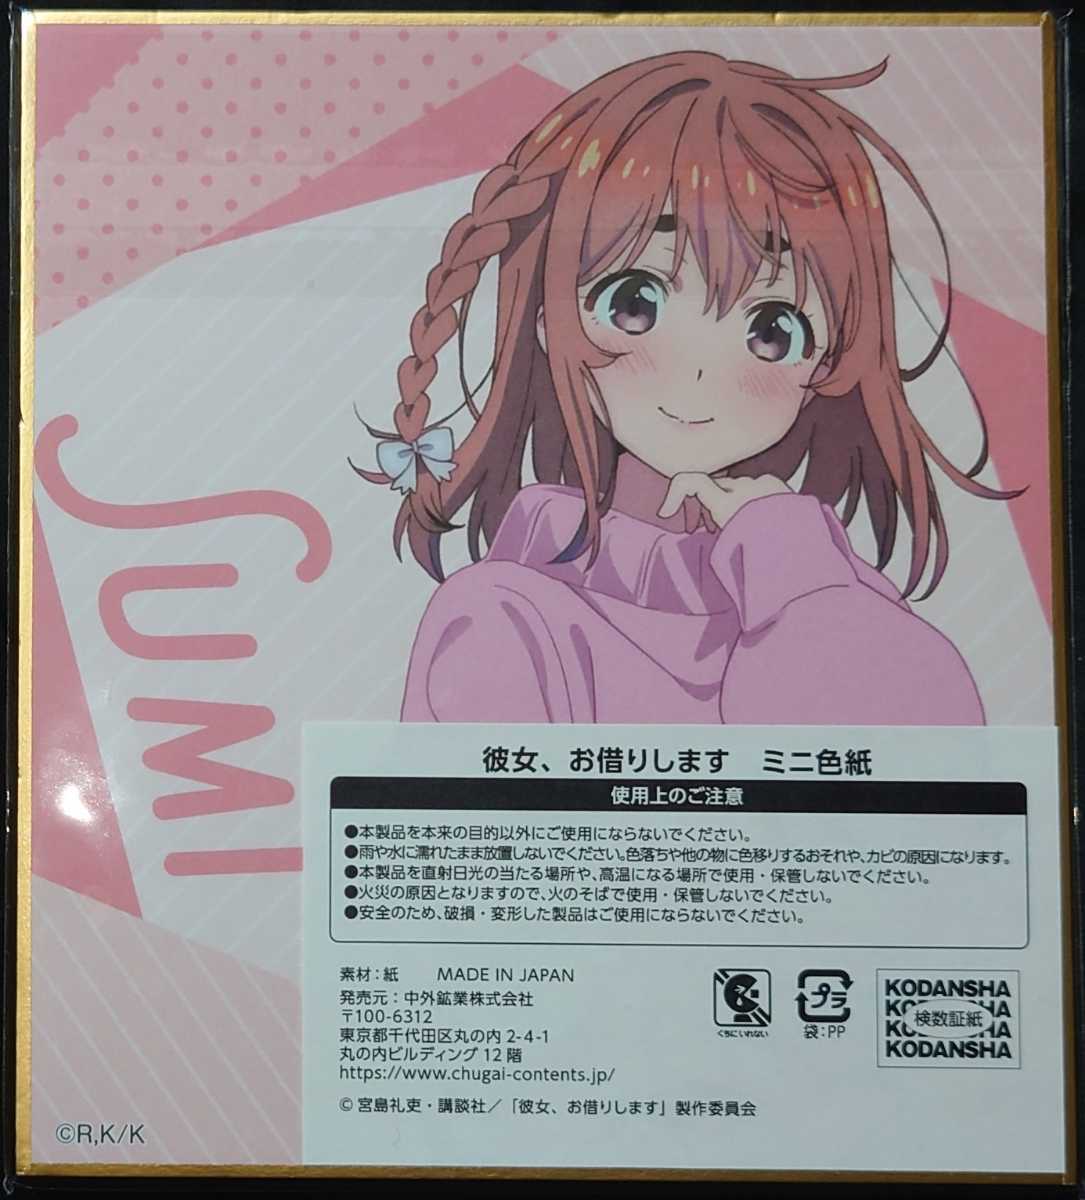 SUMI
彼女、お借りします ミニ色紙
使用上のご注意
●本製品を本来の目的以外にご使用にならないでください。
●雨や水に濡れたまま放置しないでください。色落ちや他の物に色移りするおそれや、カビの原因になります。
●本製品を直射日光の当たる場所や、高温になる場所で使用・保管しないでください。
●火災の原因となりますので、火のそばで使用・保管しないでください。
●安全のため、破損・変形した製品はご使用にならないでください。
素材：紙 MADE IN JAPAN
発売元：中外鉱業株式会社
〒100-6312
東京都千代田区丸の内 2-4-1
丸の内ビルディング 12 階
https://www.chugai-contents.jp/
© 宮島礼吏・講談社／「彼女、お借りします」製作委員会
くちにいれない
プラ
袋：PP
KODANSHA
検数証紙
KODANSHA
©R,K/K